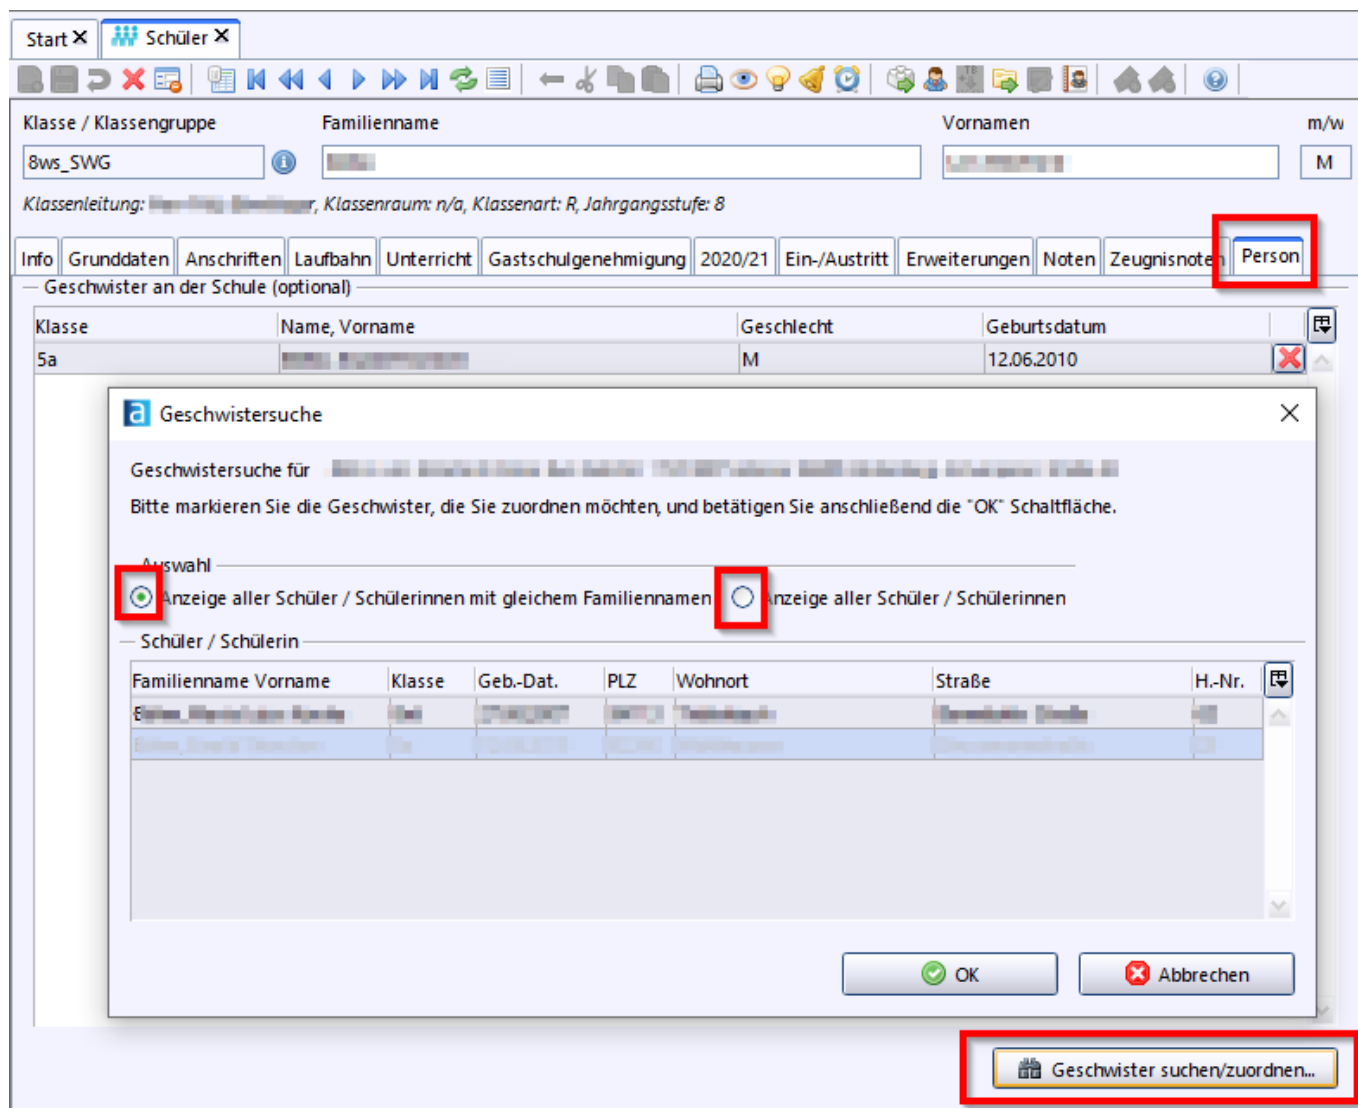 Start Schüler
Klasse / Klassengruppe Familienname Vornamen m/w
8ws_SWG M
Klassenleitung: , Klassenraum: n/a, Klassenart: R, Jahrgangsstufe: 8
Info Grunddaten Anschriften Laufbahn Unterricht Gastschulgenehmigung 2020/21 Ein-/Austritt Erweiterungen Noten Zeugnisnoten Person
Geschwister an der Schule (optional)
Klasse Name, Vorname Geschlecht Geburtsdatum
5a M 12.06.2010
a Geschwistersuche
Geschwistersuche für
Bitte markieren Sie die Geschwister, die Sie zuordnen möchten, und betätigen Sie anschließend die "OK" Schaltfläche.
Auswahl
Anzeige aller Schüler / Schülerinnen mit gleichem Familiennamen Anzeige aller Schüler / Schülerinnen
Schüler / Schülerin
Familienname Vorname Klasse Geb.-Dat. PLZ Wohnort Straße H.-Nr.
OK Abbrechen
Geschwister suchen/zuordnen...